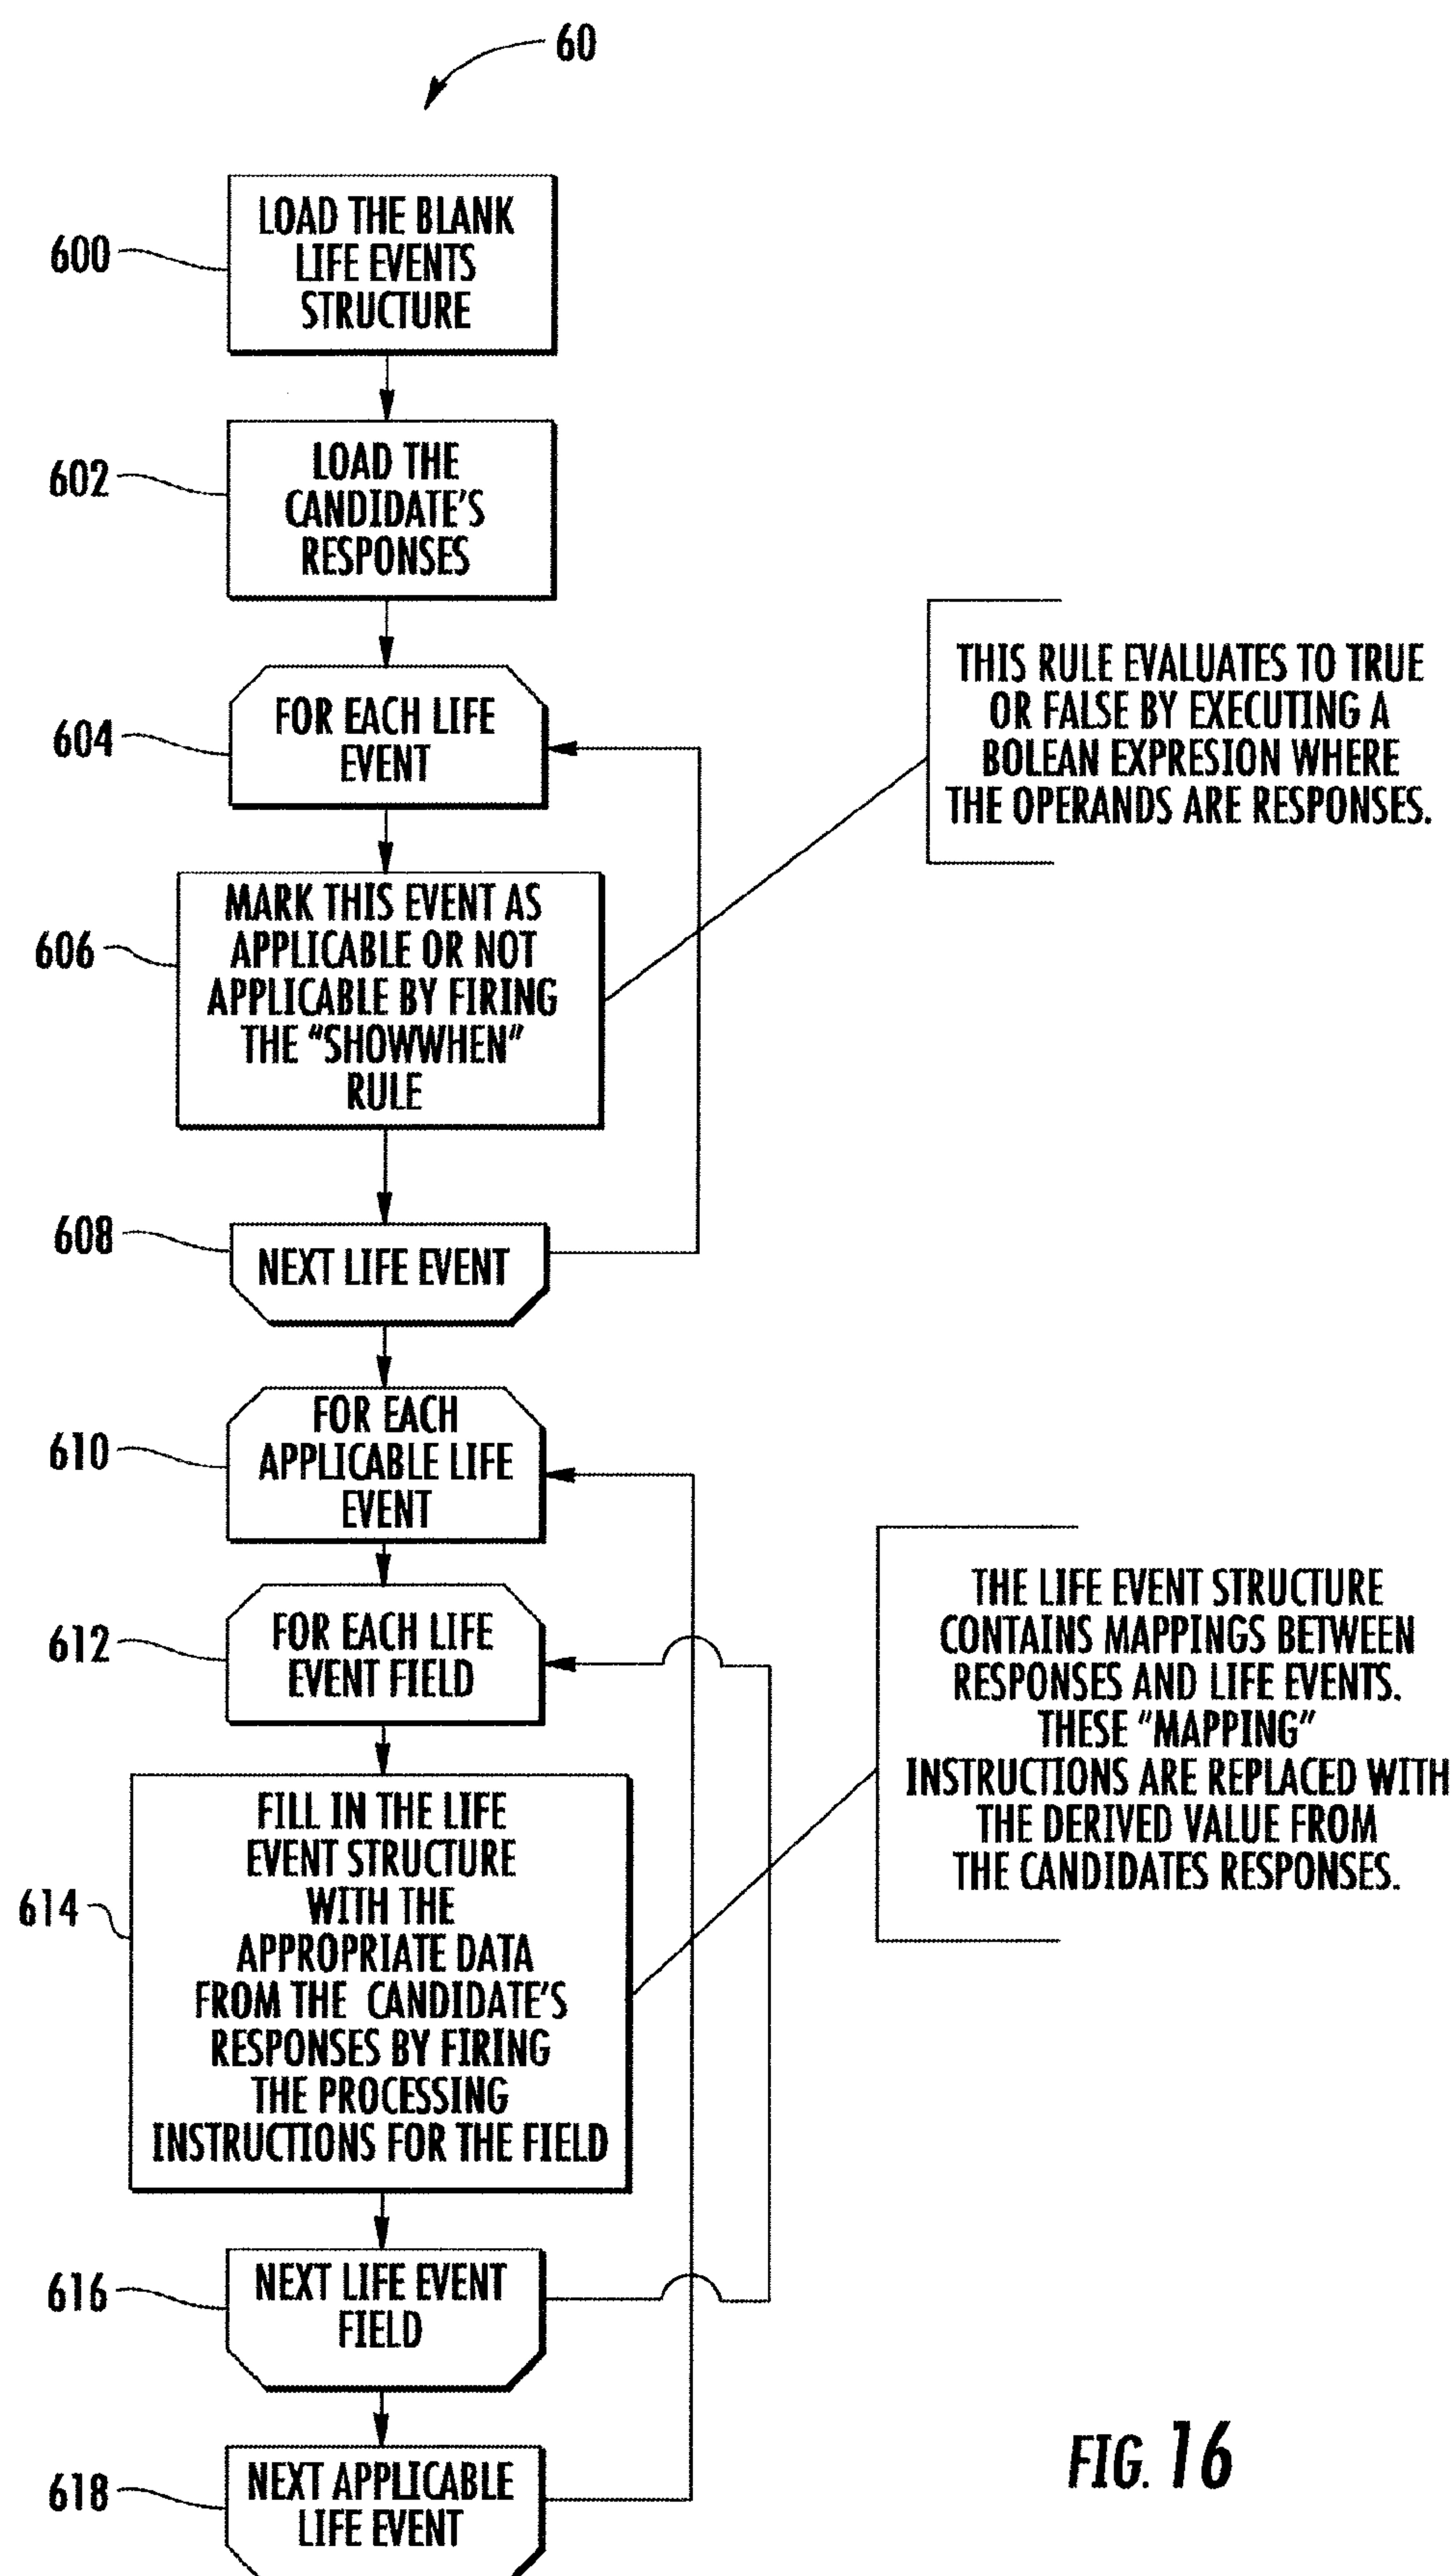 60
600
LOAD THE BLANK
LIFE EVENTS
STRUCTURE
602
LOAD THE
CANDIDATE'S
RESPONSES
604
FOR EACH LIFE
EVENT
THIS RULE EVALUATES TO TRUE
OR FALSE BY EXECUTING A
BOLEAN EXPRESION WHERE
THE OPERANDS ARE RESPONSES.
606
MARK THIS EVENT AS
APPLICABLE OR NOT
APPLICABLE BY FIRING
THE "SHOWWHEN"
RULE
608
NEXT LIFE EVENT
610
FOR EACH
APPLICABLE LIFE
EVENT
612
FOR EACH LIFE
EVENT FIELD
THE LIFE EVENT STRUCTURE
CONTAINS MAPPINGS BETWEEN
RESPONSES AND LIFE EVENTS.
THESE "MAPPING"
INSTRUCTIONS ARE REPLACED WITH
THE DERIVED VALUE FROM
THE CANDIDATES RESPONSES.
614
FILL IN THE LIFE
EVENT STRUCTURE
WITH THE
APPROPRIATE DATA
FROM THE CANDIDATE'S
RESPONSES BY FIRING
THE PROCESSING
INSTRUCTIONS FOR THE FIELD
616
NEXT LIFE EVENT
FIELD
618
NEXT APPLICABLE
LIFE EVENT
FIG. 16